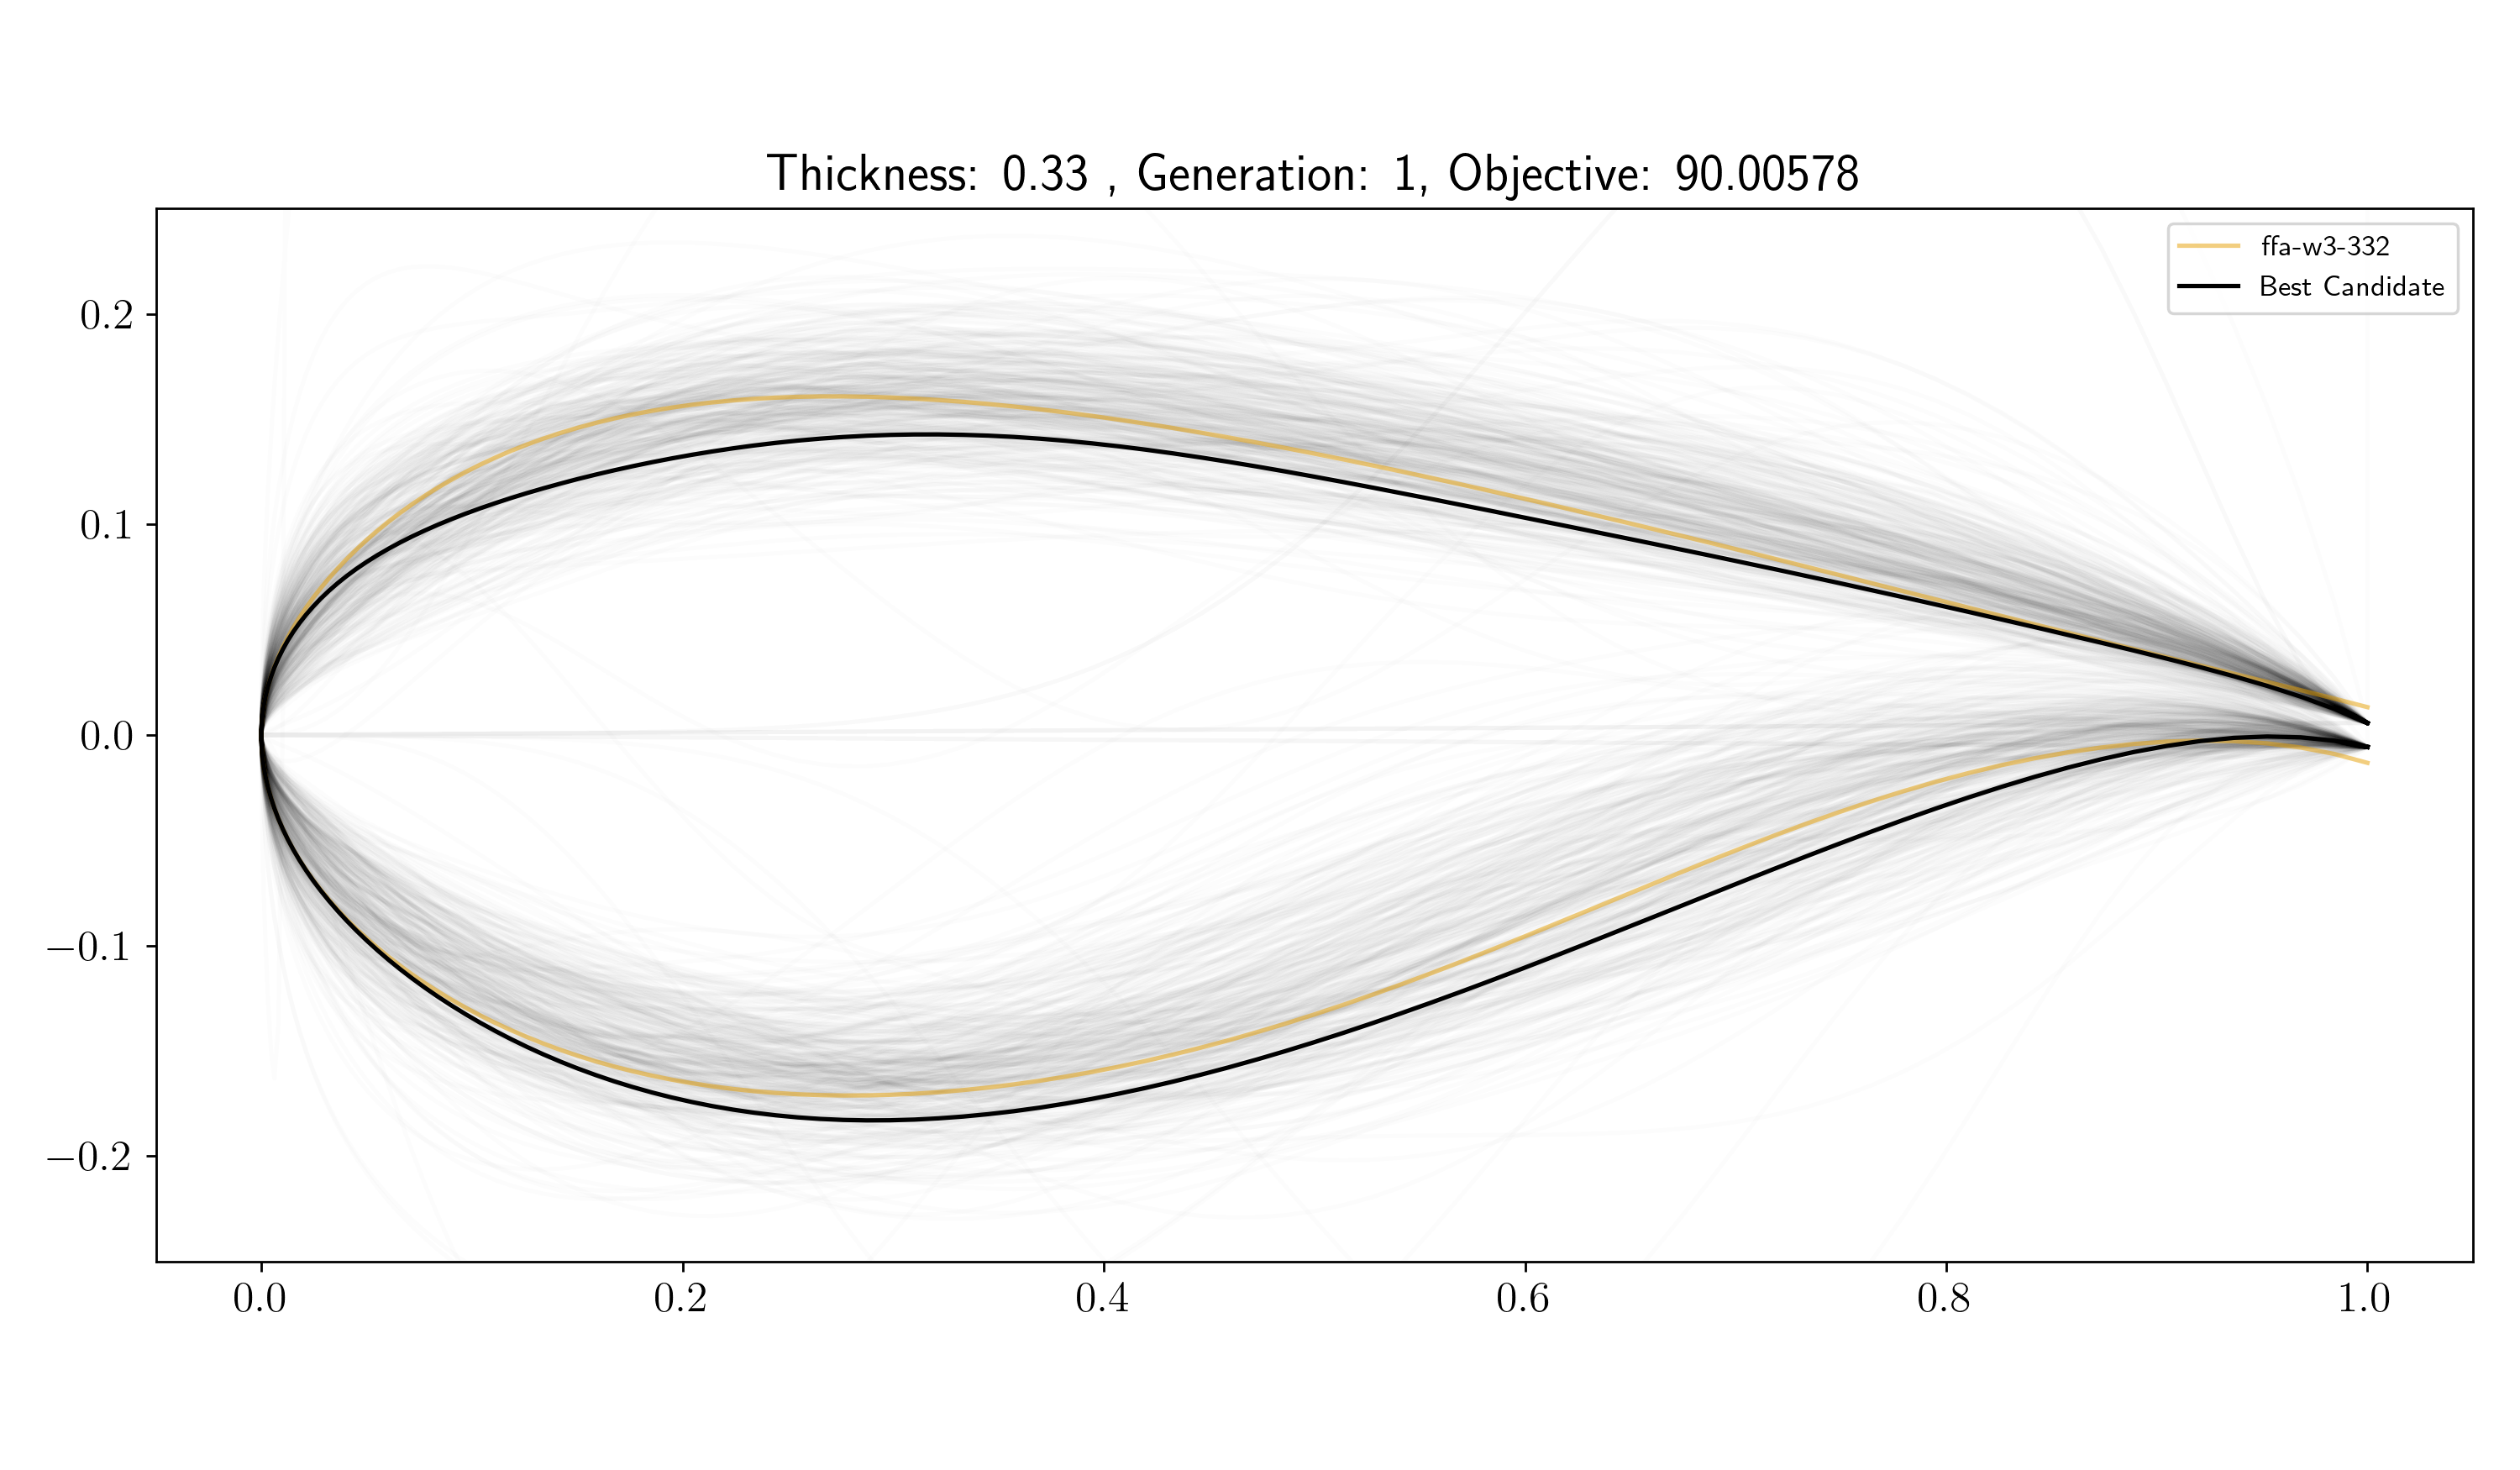 Thickness: 0.33 , Generation: 1, Objective: 90.00578
ffa-w3-332
Best Candidate
0.2
0.1
0.0
−0.1
−0.2
0.0 0.2 0.4 0.6 0.8 1.0